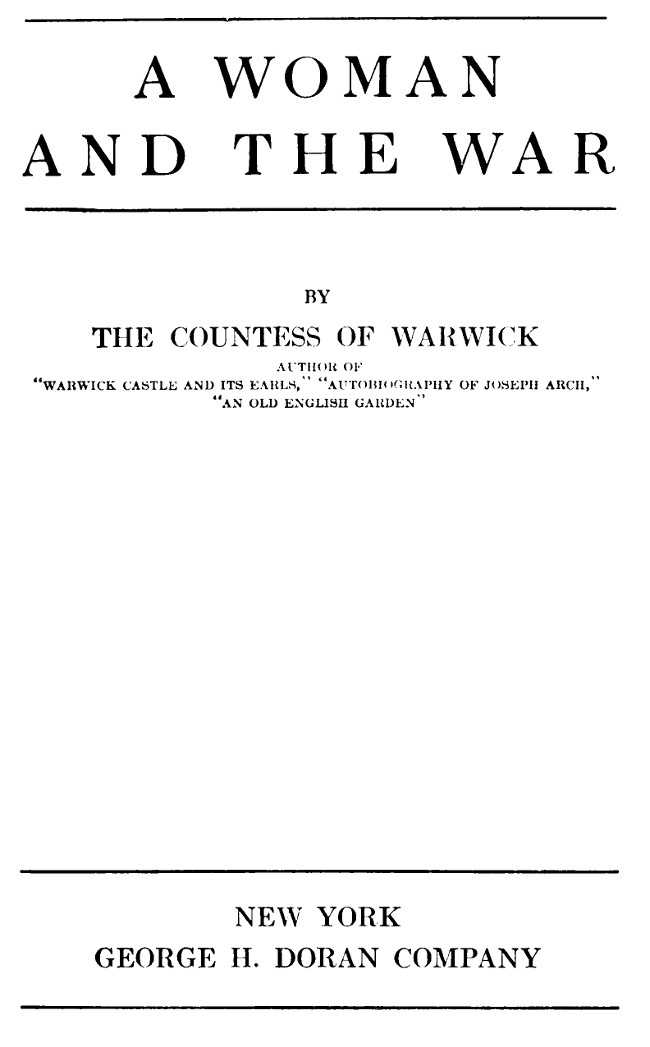 A WOMAN
AND THE WAR
BY
THE COUNTESS OF WARWICK
AUTHOR OF
"WARWICK CASTLE AND ITS EARLS," "AUTOBIOGRAPHY OF JOSEPH ARCH,"
"AN OLD ENGLISH GARDEN"
NEW YORK
GEORGE H. DORAN COMPANY